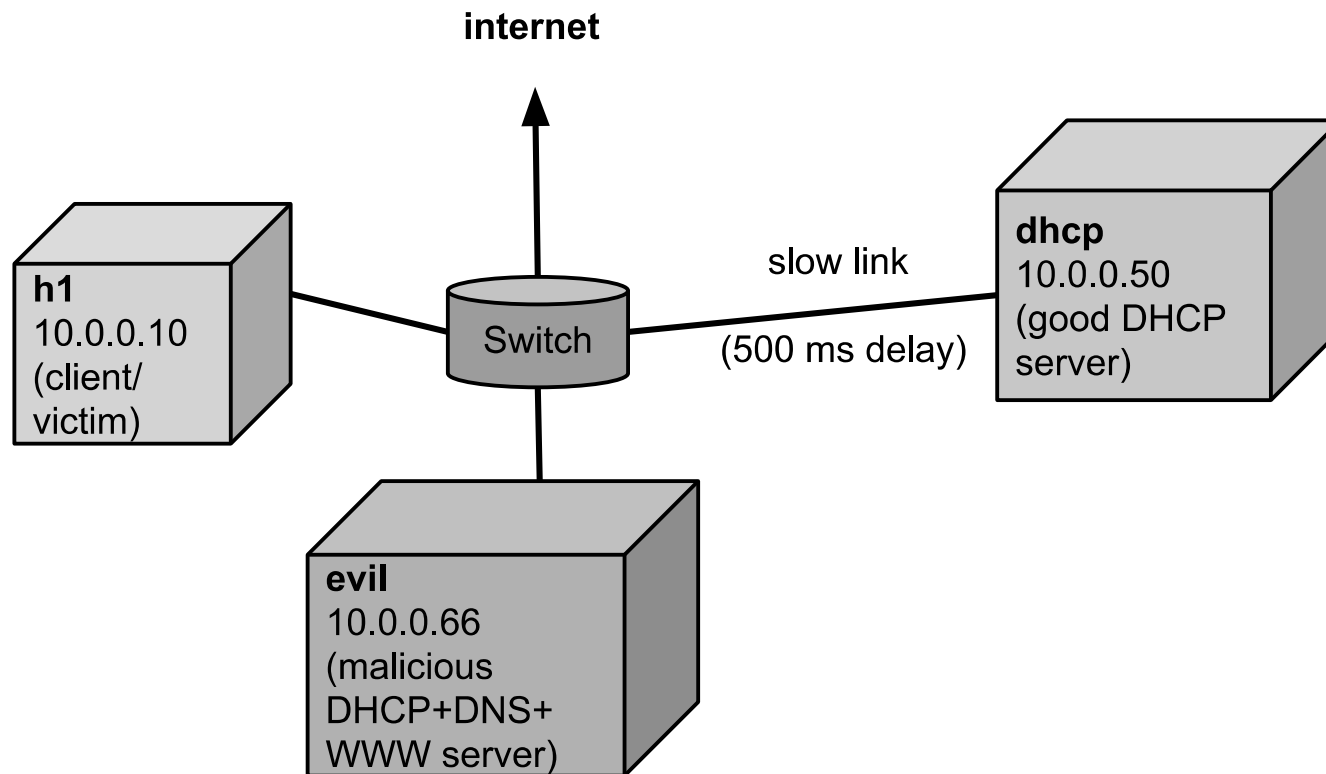 internet
h1
10.0.0.10
(client/
victim)
Switch
slow link
(500 ms delay)
dhcp
10.0.0.50
(good DHCP
server)
evil
10.0.0.66
(malicious
DHCP+DNS+
WWW server)